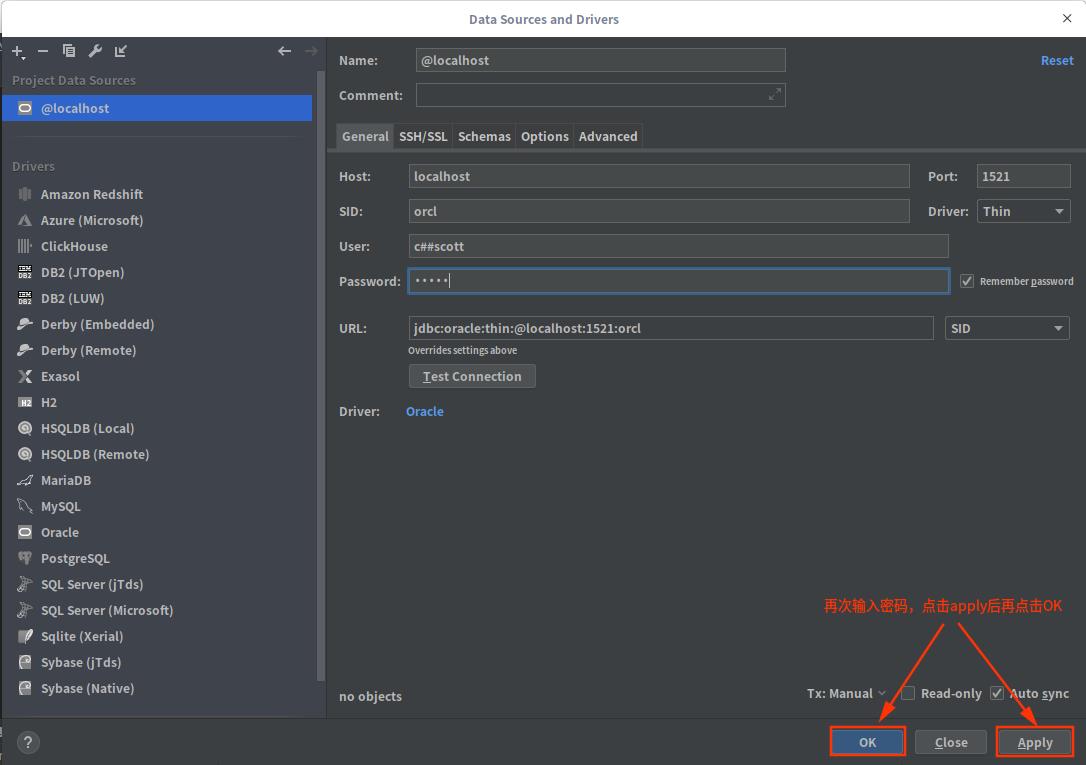 Data Sources and Drivers
Project Data Sources
@localhost
Drivers
Amazon Redshift
Azure (Microsoft)
ClickHouse
DB2 (JTOpen)
DB2 (LUW)
Derby (Embedded)
Derby (Remote)
Exasol
H2
HSQLDB (Local)
HSQLDB (Remote)
MariaDB
MySQL
Oracle
PostgreSQL
SQL Server (jTds)
SQL Server (Microsoft)
Sqlite (Xerial)
Sybase (jTds)
Sybase (Native)
?
Name: @localhost Reset
Comment:
General SSH/SSL Schemas Options Advanced
Host: localhost Port: 1521
SID: orcl Driver: Thin
User: c##scott
Password: ••••• Remember password
URL: jdbc:oracle:thin:@localhost:1521:orcl SID
Overrides settings above
Test Connection
Driver: Oracle
再次输入密码，点击apply后再点击OK
no objects Tx: Manual Read-only Auto sync
OK Close Apply